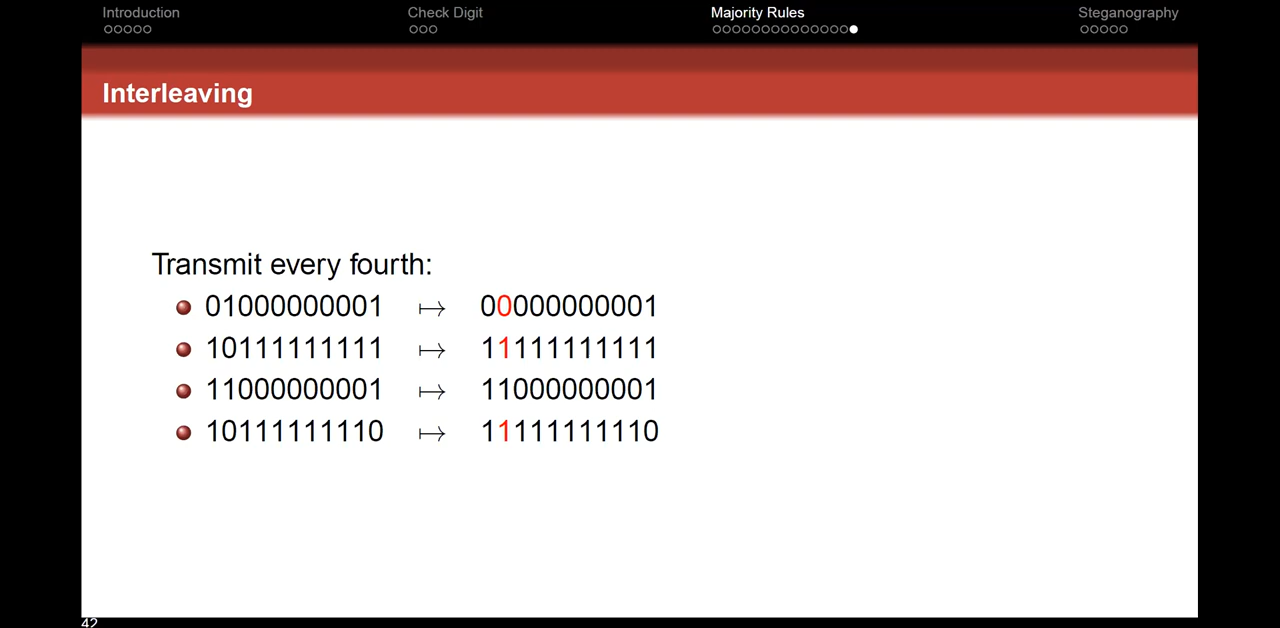 Introduction Check Digit Majority Rules Steganography
Interleaving
Transmit every fourth:
01000000001 ↦ 00000000001
10111111111 ↦ 11111111111
11000000001 ↦ 11000000001
10111111110 ↦ 11111111110
42